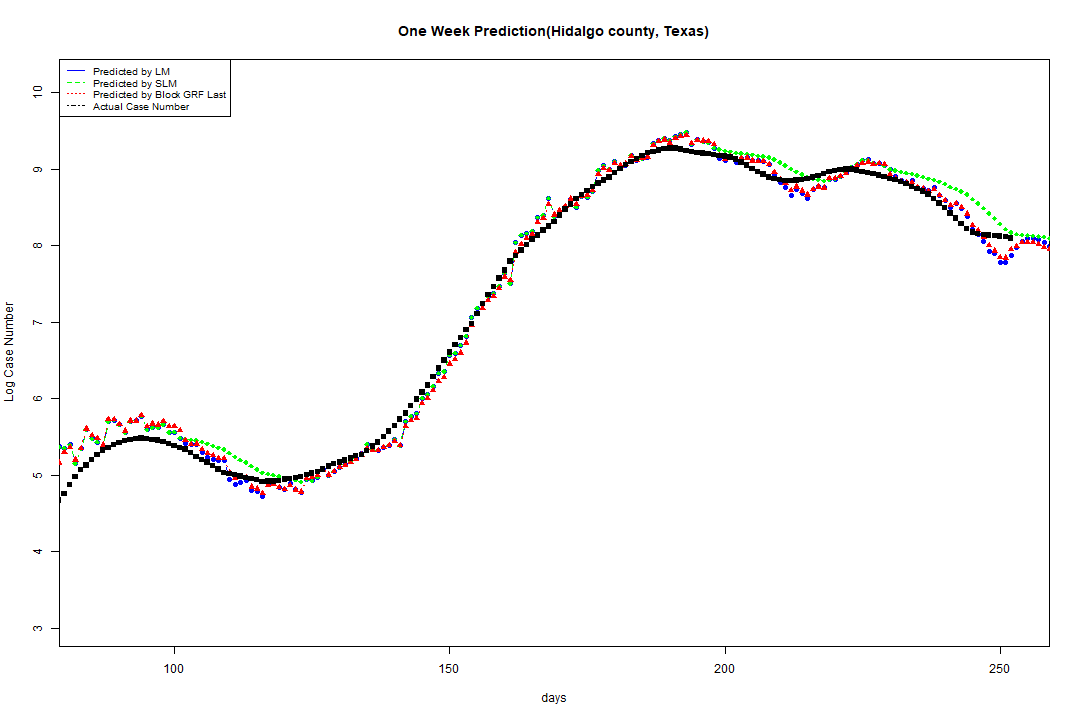 One Week Prediction(Hidalgo county, Texas)
Predicted by LM
Predicted by SLM
Predicted by Block GRF Last
Actual Case Number
10
9
8
7
6
5
4
3
Log Case Number
100 150 200 250
days